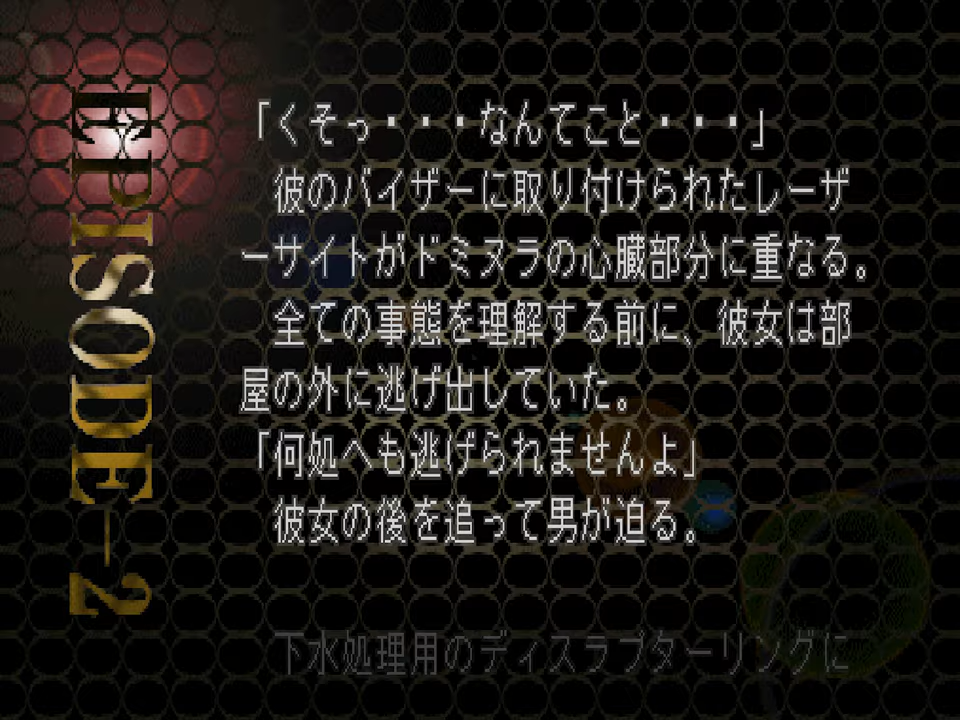 EPISODE-2
「くそっ・・・なんてこと・・・」
彼のバイザーに取り付けられたレーザ
ーサイトがドミヌラの心臓部分に重なる。
全ての事態を理解する前に、彼女は部
屋の外に逃げ出していた。
「何処へも逃げられませんよ」
彼女の後を追って男が迫る。
下水処理用のディスラプターリングに